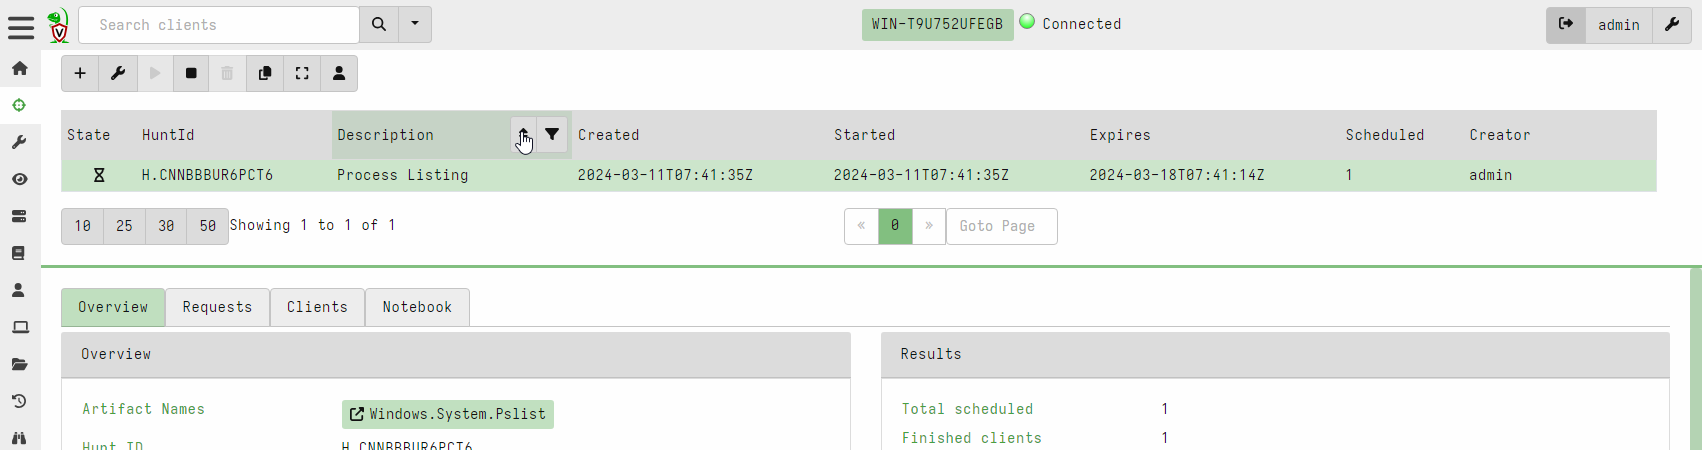 Search clients WIN-T9U752UFEGB Connected admin
State HuntId Description Created Started Expires Scheduled Creator
H.CNNBBBUR6PCT6 Process Listing 2024-03-11T07:41:35Z 2024-03-11T07:41:35Z 2024-03-18T07:41:14Z 1 admin
10 25 30 50 Showing 1 to 1 of 1 « 0 » Goto Page
Overview Requests Clients Notebook
Overview Results
Artifact Names Windows.System.Pslist Total scheduled 1
Finished clients 1
Hunt ID H.CNNBBBUR6PCT6